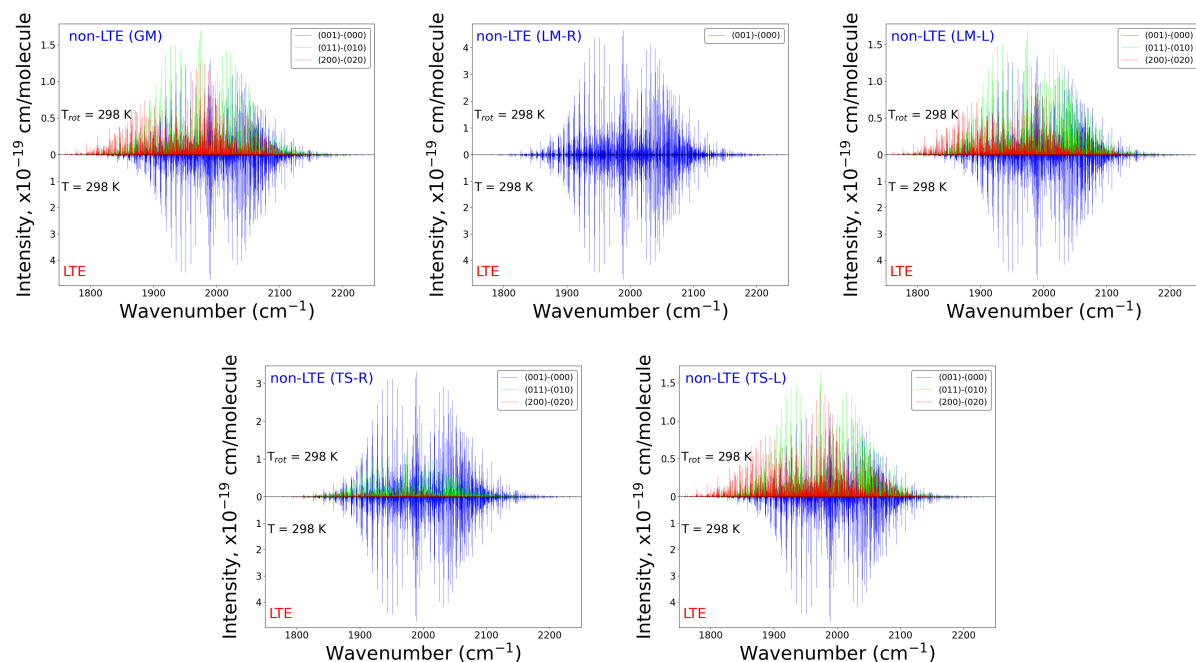 non-LTE (GM)
(001)-(000)
(011)-(010)
(200)-(020)
T_rot = 298 K
T = 298 K
LTE
Intensity, x10⁻¹⁹ cm/molecule
1.5
1.0
0.5
0
1
2
3
4
1800 1900 2000 2100 2200
Wavenumber (cm⁻¹)
non-LTE (LM-R)
(001)-(000)
T_rot = 298 K
T = 298 K
LTE
Intensity, x10⁻¹⁹ cm/molecule
4
3
2
1
0
1
2
3
4
1800 1900 2000 2100 2200
Wavenumber (cm⁻¹)
non-LTE (LM-L)
(001)-(000)
(011)-(010)
(200)-(020)
T_rot = 298 K
T = 298 K
LTE
Intensity, x10⁻¹⁹ cm/molecule
1.5
1.0
0.5
0
1
2
3
4
1800 1900 2000 2100 2200
Wavenumber (cm⁻¹)
non-LTE (TS-R)
(001)-(000)
(011)-(010)
(200)-(020)
T_rot = 298 K
T = 298 K
LTE
Intensity, x10⁻¹⁹ cm/molecule
3
2
1
0
1
2
3
4
1800 1900 2000 2100 2200
Wavenumber (cm⁻¹)
non-LTE (TS-L)
(001)-(000)
(011)-(010)
(200)-(020)
T_rot = 298 K
T = 298 K
LTE
Intensity, x10⁻¹⁹ cm/molecule
1.5
1.0
0.5
0
1
2
3
4
1800 1900 2000 2100 2200
Wavenumber (cm⁻¹)